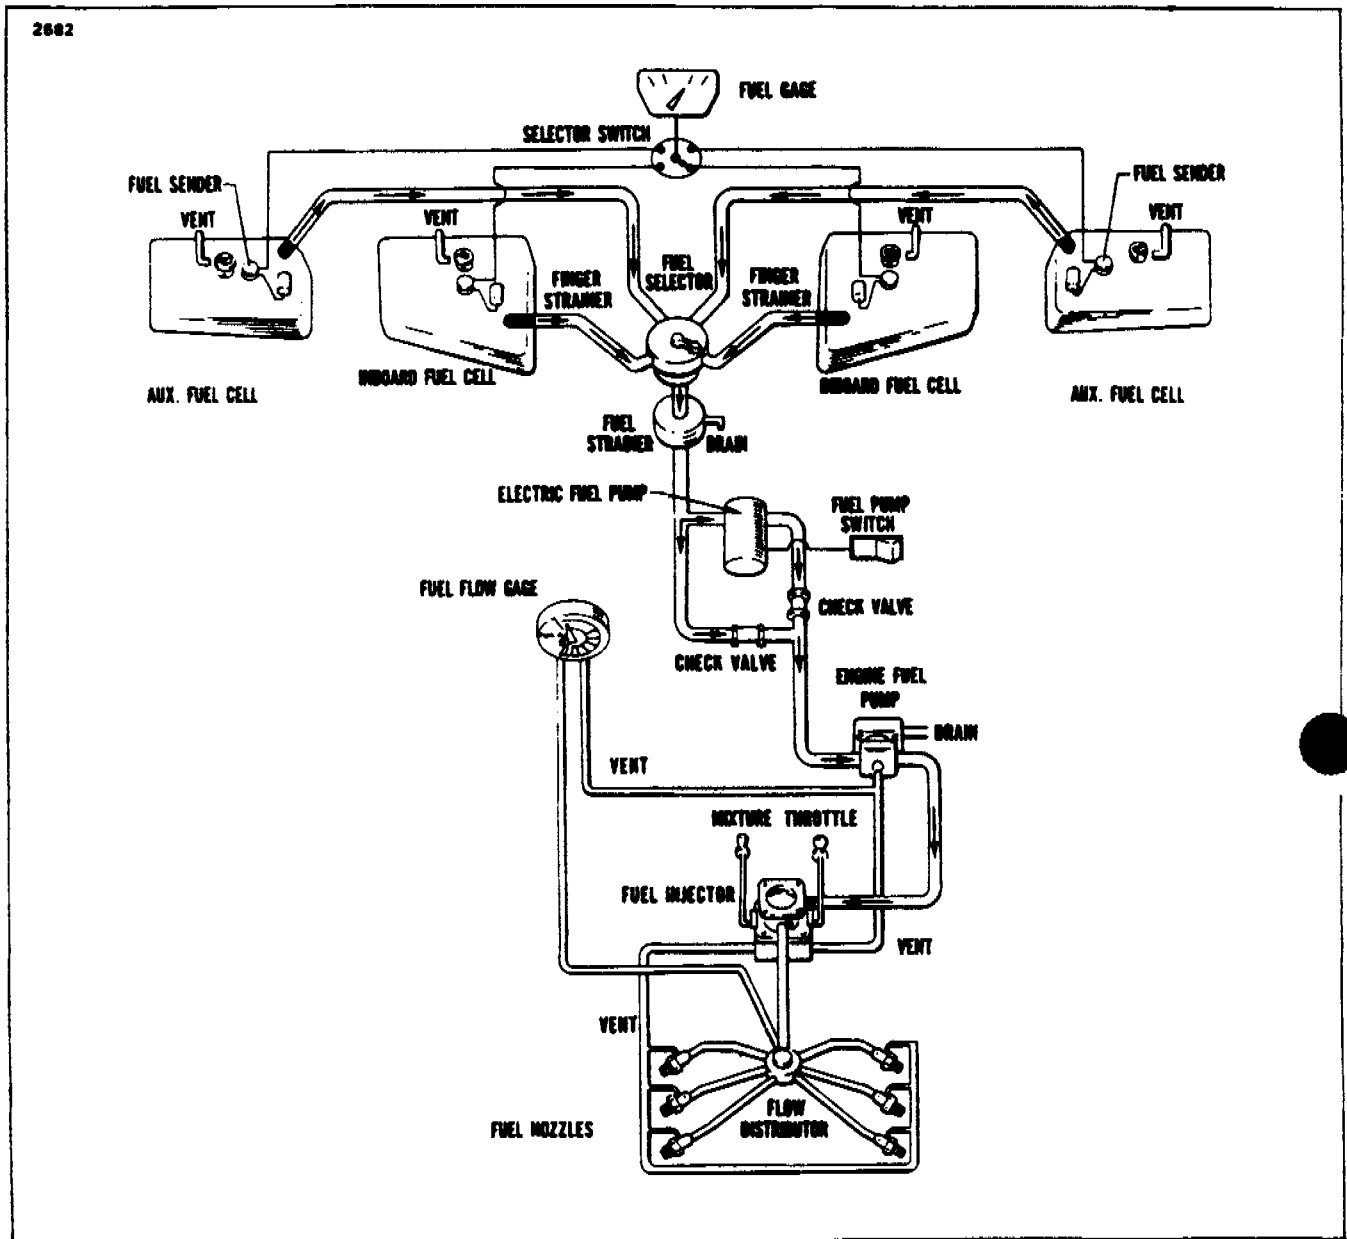 2682
FUEL GAGE
SELECTOR SWITCH
FUEL SENDER
FUEL SENDER
VENT
VENT
VENT
VENT
FUEL
SELECTOR
FINGER
STRAINER
FINGER
STRAINER
INBOARD FUEL CELL
INBOARD FUEL CELL
AUX. FUEL CELL
AUX. FUEL CELL
FUEL
STRAINER
DRAIN
ELECTRIC FUEL PUMP
FUEL PUMP
SWITCH
FUEL FLOW GAGE
CHECK VALVE
CHECK VALVE
ENGINE FUEL
PUMP
DRAIN
VENT
MIXTURE THROTTLE
FUEL INJECTOR
VENT
VENT
FLOW
DISTRIBUTOR
FUEL NOZZLES